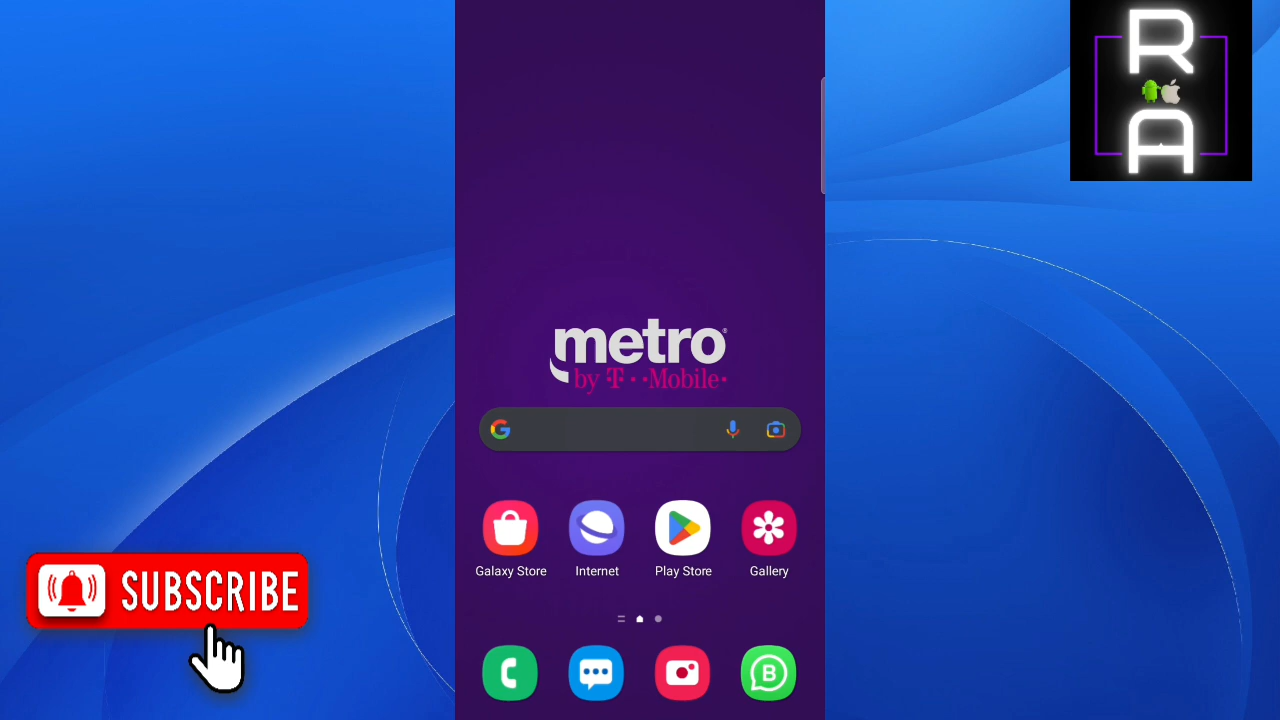 R
A
metro®
by T··Mobile·
G
Galaxy Store
Internet
Play Store
Gallery
SUBSCRIBE
B